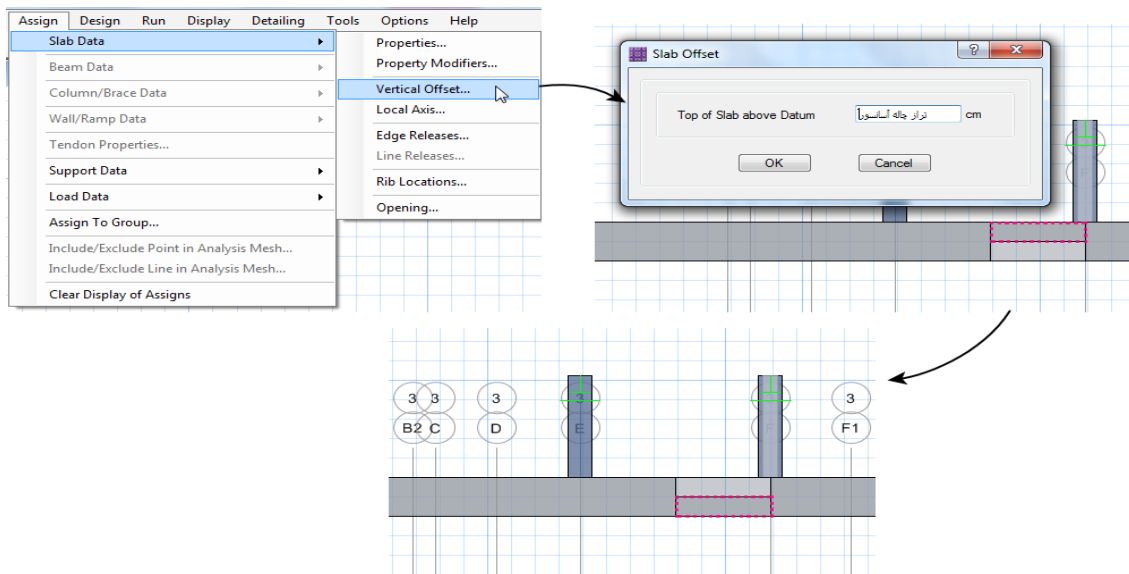 Assign Design Run Display Detailing Tools Options Help
Slab Data
Beam Data
Column/Brace Data
Wall/Ramp Data
Tendon Properties...
Support Data
Load Data
Assign To Group...
Include/Exclude Point in Analysis Mesh...
Include/Exclude Line in Analysis Mesh...
Clear Display of Assigns
Properties...
Property Modifiers...
Vertical Offset...
Local Axis...
Edge Releases...
Line Releases...
Rib Locations...
Opening...
Slab Offset
Top of Slab above Datum تراز چاله آسانسور cm
OK Cancel
3 3 3 3 3
B2 C D E F F1